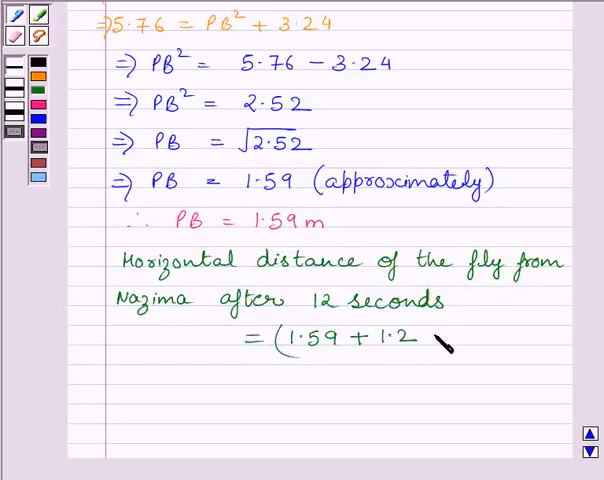 ⇒ 5.76 = PB² + 3.24
⇒ PB² = 5.76 - 3.24
⇒ PB² = 2.52
⇒ PB = √2.52
⇒ PB = 1.59 (approximately)
∴ PB = 1.59 m
Horizontal distance of the fly from
Nazima after 12 seconds
= (1.59 + 1.2